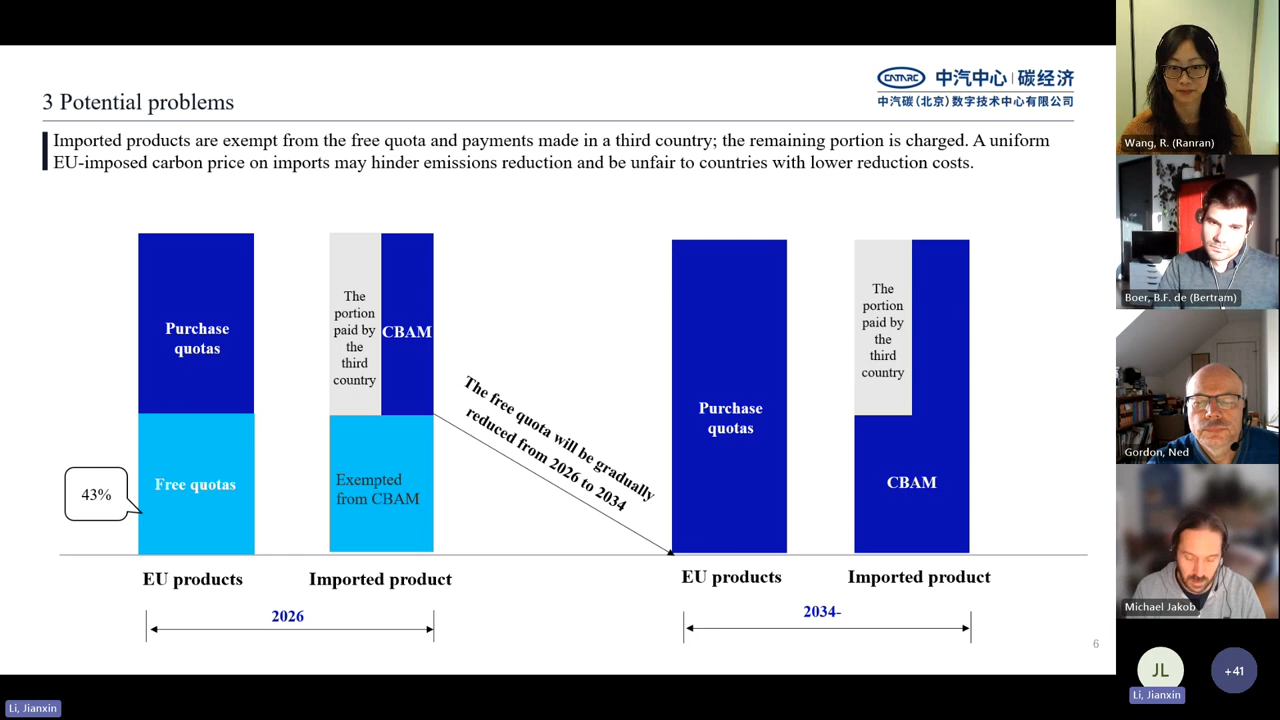 3 Potential problems
CATARC 中汽中心 | 碳经济
中汽碳（北京）数字技术中心有限公司
Imported products are exempt from the free quota and payments made in a third country; the remaining portion is charged. A uniform
EU-imposed carbon price on imports may hinder emissions reduction and be unfair to countries with lower reduction costs.
Purchase
quotas
Free quotas
43%
The
portion
paid by
the
third
country
CBAM
Exempted
from CBAM
The free quota will be gradually
reduced from 2026 to 2034
Purchase
quotas
The
portion
paid by
the
third
country
CBAM
EU products
Imported product
EU products
Imported product
2026
2034-
6
Wang, R. (Ranran)
Boer, B.F. de (Bertram)
Gordon, Ned
Michael Jakob
JL
+41
Li, Jianxin
Li, Jianxin